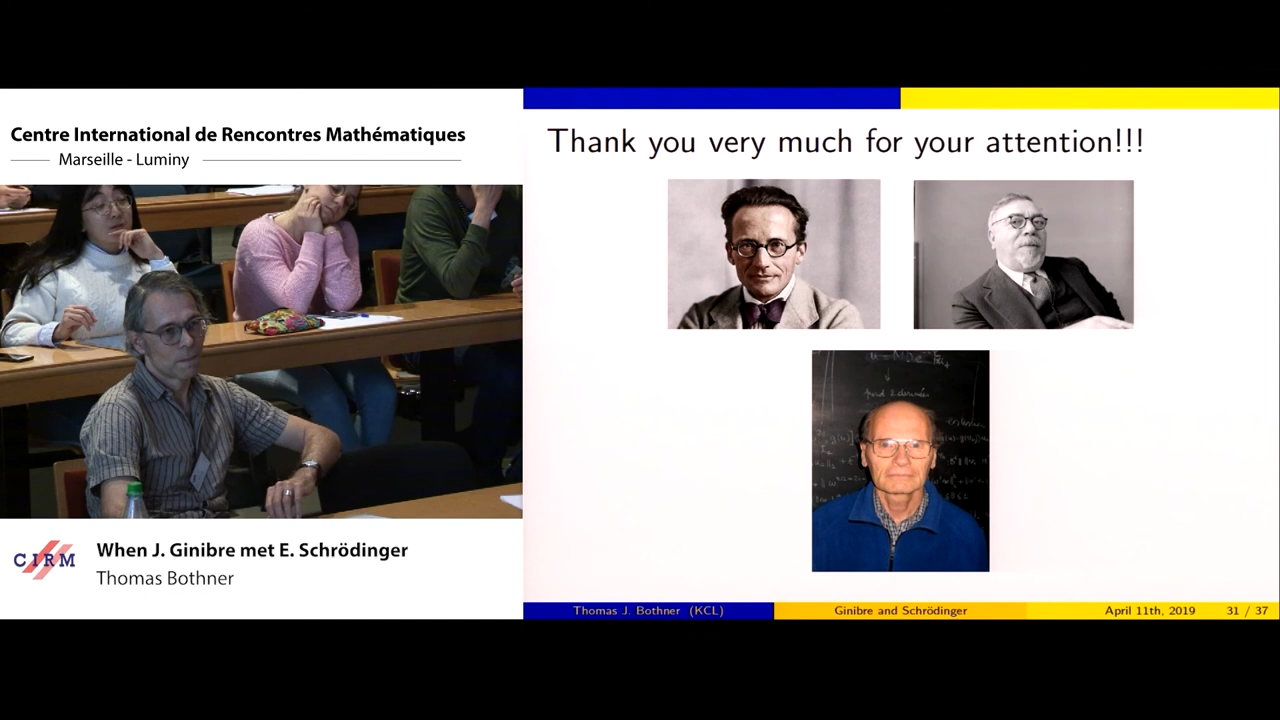 Centre International de Rencontres Mathématiques
Marseille - Luminy
CIRM
When J. Ginibre met E. Schrödinger
Thomas Bothner
Thank you very much for your attention!!!
Thomas J. Bothner (KCL)
Ginibre and Schrödinger
April 11th, 2019
31 / 37